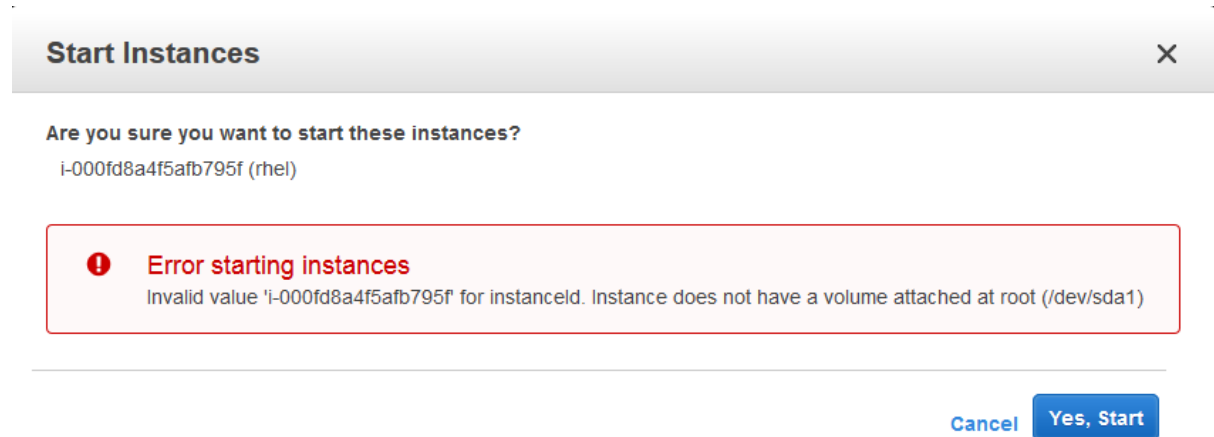 Start Instances
Are you sure you want to start these instances?
i-000fd8a4f5afb795f (rhel)
Error starting instances
Invalid value 'i-000fd8a4f5afb795f' for instanceId. Instance does not have a volume attached at root (/dev/sda1)
Cancel Yes, Start